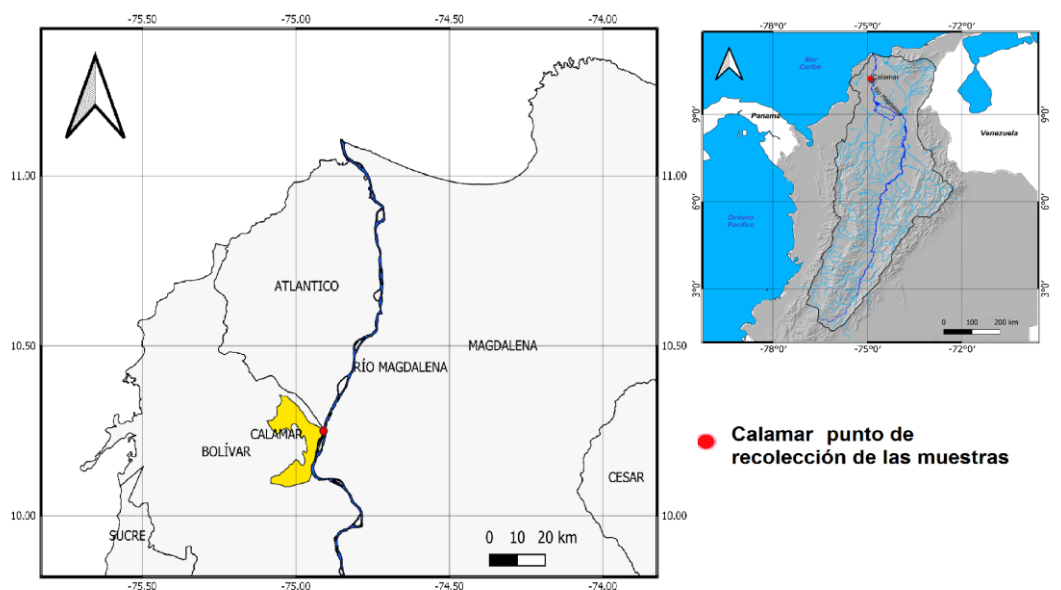 -75.50
-75.00
-74.50
-74.00
11.00
11.00
ATLANTICO
10.50
MAGDALENA
10.50
RÍO MAGDALENA
CALAMAR
BOLÍVAR
CESAR
10.00
10.00
SUCRE
0 10 20 km
-75.50
-75.00
-74.50
-74.00
-78°0'
-75°0'
-72°0'
Mar
Caribe
Calamar
Río Magdalena
9°0'
Panama
Venezuela
9°0'
6°0'
6°0'
Océano
Pacifico
3°0'
3°0'
0 100 200 km
-78°0'
-75°0'
-72°0'
Calamar punto de
recolección de las muestras